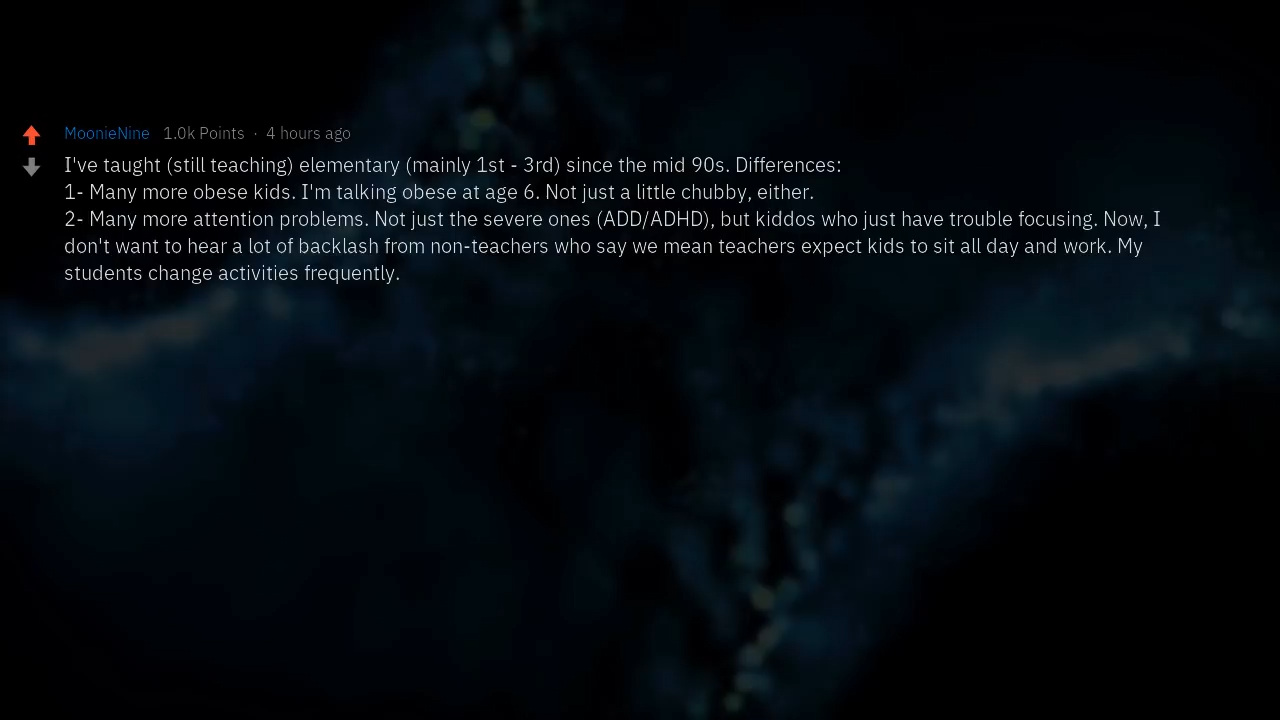 MoonieNine 1.0k Points · 4 hours ago
I've taught (still teaching) elementary (mainly 1st - 3rd) since the mid 90s. Differences:
1- Many more obese kids. I'm talking obese at age 6. Not just a little chubby, either.
2- Many more attention problems. Not just the severe ones (ADD/ADHD), but kiddos who just have trouble focusing. Now, I
don't want to hear a lot of backlash from non-teachers who say we mean teachers expect kids to sit all day and work. My
students change activities frequently.